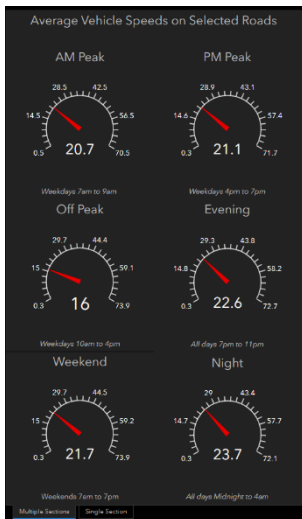 Average Vehicle Speeds on Selected Roads
AM Peak
28.5 42.5
14.5 56.5
0.5 20.7 70.5
Weekdays 7am to 9am
PM Peak
28.9 43.1
14.6 57.4
0.3 21.1 71.7
Weekdays 4pm to 7pm
Off Peak
29.7 44.4
15 59.1
0.3 16 73.9
Weekdays 10am to 4pm
Evening
29.3 43.8
14.8 58.2
0.3 22.6 72.7
All days 7pm to 11pm
Weekend
29.7 44.5
15 59.2
0.3 21.7 73.9
Weekends 7am to 7pm
Night
29 43.4
14.7 57.7
0.3 23.7 72.1
All days Midnight to 4am
Multiple Sections Single Section